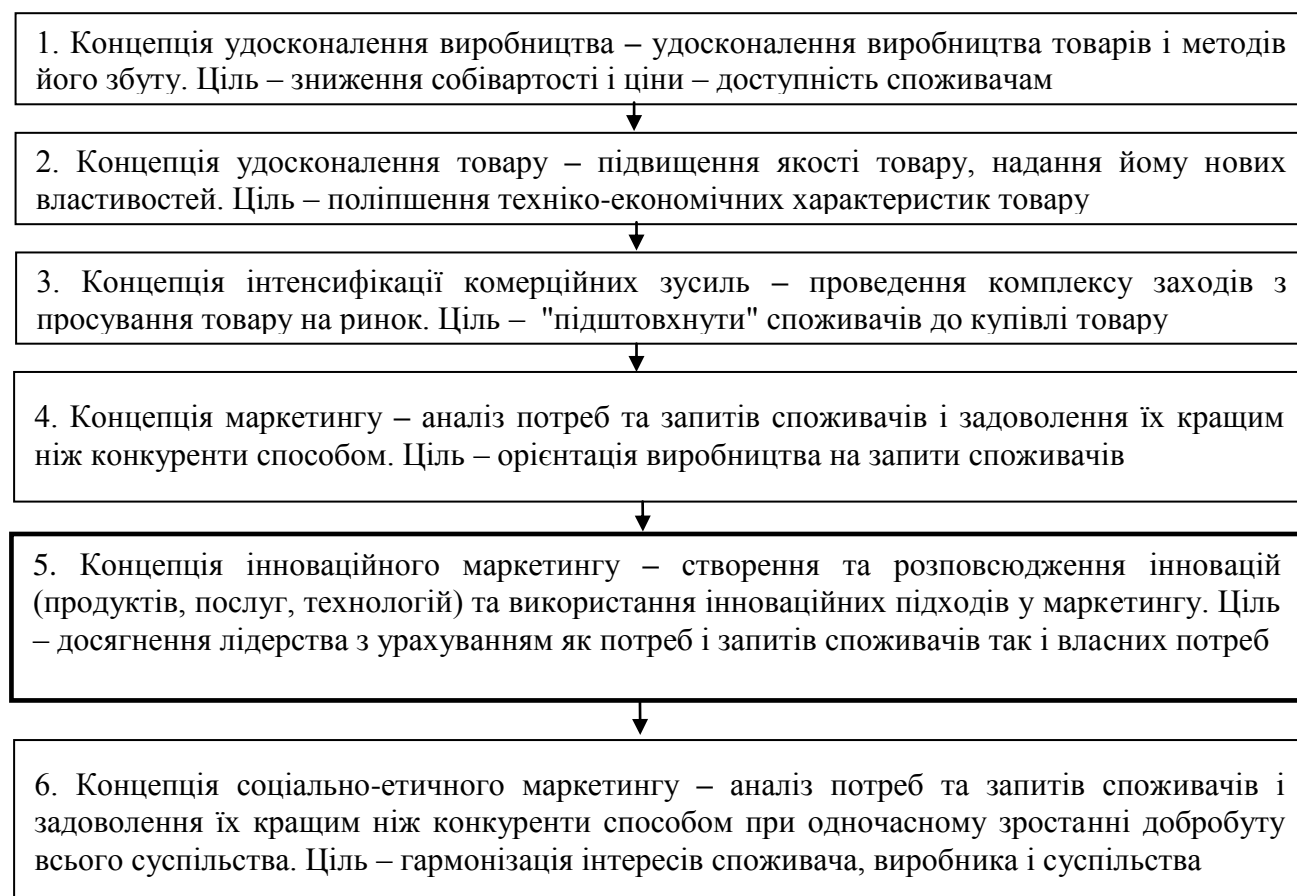 1. Концепція удосконалення виробництва – удосконалення виробництва товарів і методів
його збуту. Ціль – зниження собівартості і ціни – доступність споживачам
2. Концепція удосконалення товару – підвищення якості товару, надання йому нових
властивостей. Ціль – поліпшення техніко-економічних характеристик товару
3. Концепція інтенсифікації комерційних зусиль – проведення комплексу заходів з
просування товару на ринок. Ціль – "підштовхнути" споживачів до купівлі товару
4. Концепція маркетингу – аналіз потреб та запитів споживачів і задоволення їх кращим
ніж конкуренти способом. Ціль – орієнтація виробництва на запити споживачів
5. Концепція інноваційного маркетингу – створення та розповсюдження інновацій
(продуктів, послуг, технологій) та використання інноваційних підходів у маркетингу. Ціль
– досягнення лідерства з урахуванням як потреб і запитів споживачів так і власних потреб
6. Концепція соціально-етичного маркетингу – аналіз потреб та запитів споживачів і
задоволення їх кращим ніж конкуренти способом при одночасному зростанні добробуту
всього суспільства. Ціль – гармонізація інтересів споживача, виробника і суспільства